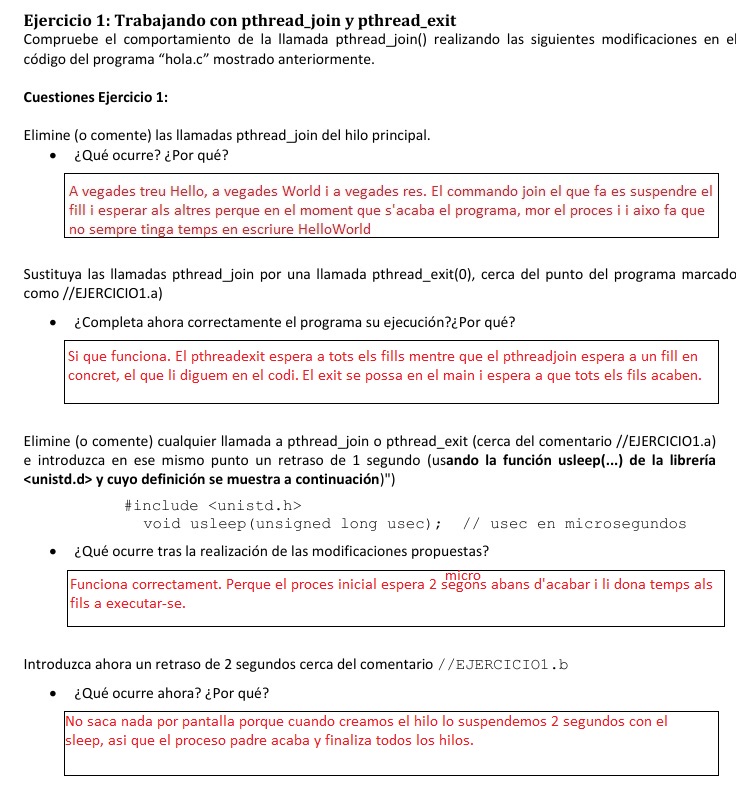 Ejercicio 1: Trabajando con pthread_join y pthread_exit
Compruebe el comportamiento de la llamada pthread_join() realizando las siguientes modificaciones en el
código del programa “hola.c” mostrado anteriormente.
Cuestiones Ejercicio 1:
Elimine (o comente) las llamadas pthread_join del hilo principal.
• ¿Qué ocurre? ¿Por qué?
A vegades treu Hello, a vegades World i a vegades res. El commando join el que fa es suspendre el
fill i esperar als altres perque en el moment que s'acaba el programa, mor el proces i i aixo fa que
no sempre tinga temps en escriure HelloWorld
Sustituya las llamadas pthread_join por una llamada pthread_exit(0), cerca del punto del programa marcado
como //EJERCICIO1.a)
• ¿Completa ahora correctamente el programa su ejecución?¿Por qué?
Si que funciona. El pthreadexit espera a tots els fills mentre que el pthreadjoin espera a un fill en
concret, el que li diguem en el codi. El exit se possa en el main i espera a que tots els fils acaben.
Elimine (o comente) cualquier llamada a pthread_join o pthread_exit (cerca del comentario //EJERCICIO1.a)
e introduzca en ese mismo punto un retraso de 1 segundo (usando la función usleep(...) de la librería
<unistd.d> y cuyo definición se muestra a continuación)")
#include <unistd.h>
void usleep(unsigned long usec); // usec en microsegundos
• ¿Qué ocurre tras la realización de las modificaciones propuestas?
micro
Funciona correctament. Perque el proces inicial espera 2 segons abans d'acabar i li dona temps als
fils a executar-se.
Introduzca ahora un retraso de 2 segundos cerca del comentario //EJERCICIO1.b
• ¿Qué ocurre ahora? ¿Por qué?
No saca nada por pantalla porque cuando creamos el hilo lo suspendemos 2 segundos con el
sleep, asi que el proceso padre acaba y finaliza todos los hilos.